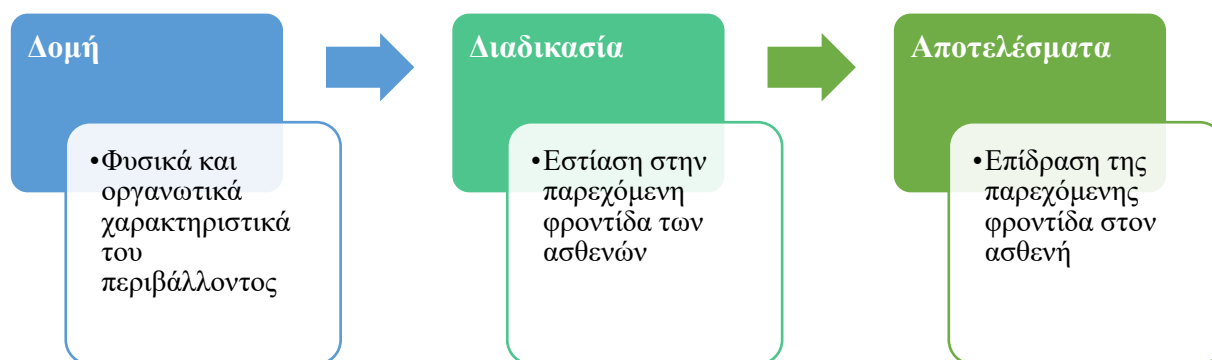 Δομή
•Φυσικά και
οργανωτικά
χαρακτηριστικά
του
περιβάλλοντος
Διαδικασία
•Εστίαση στην
παρεχόμενη
φροντίδα των
ασθενών
Αποτελέσματα
•Επίδραση της
παρεχόμενης
φροντίδα στον
ασθενή